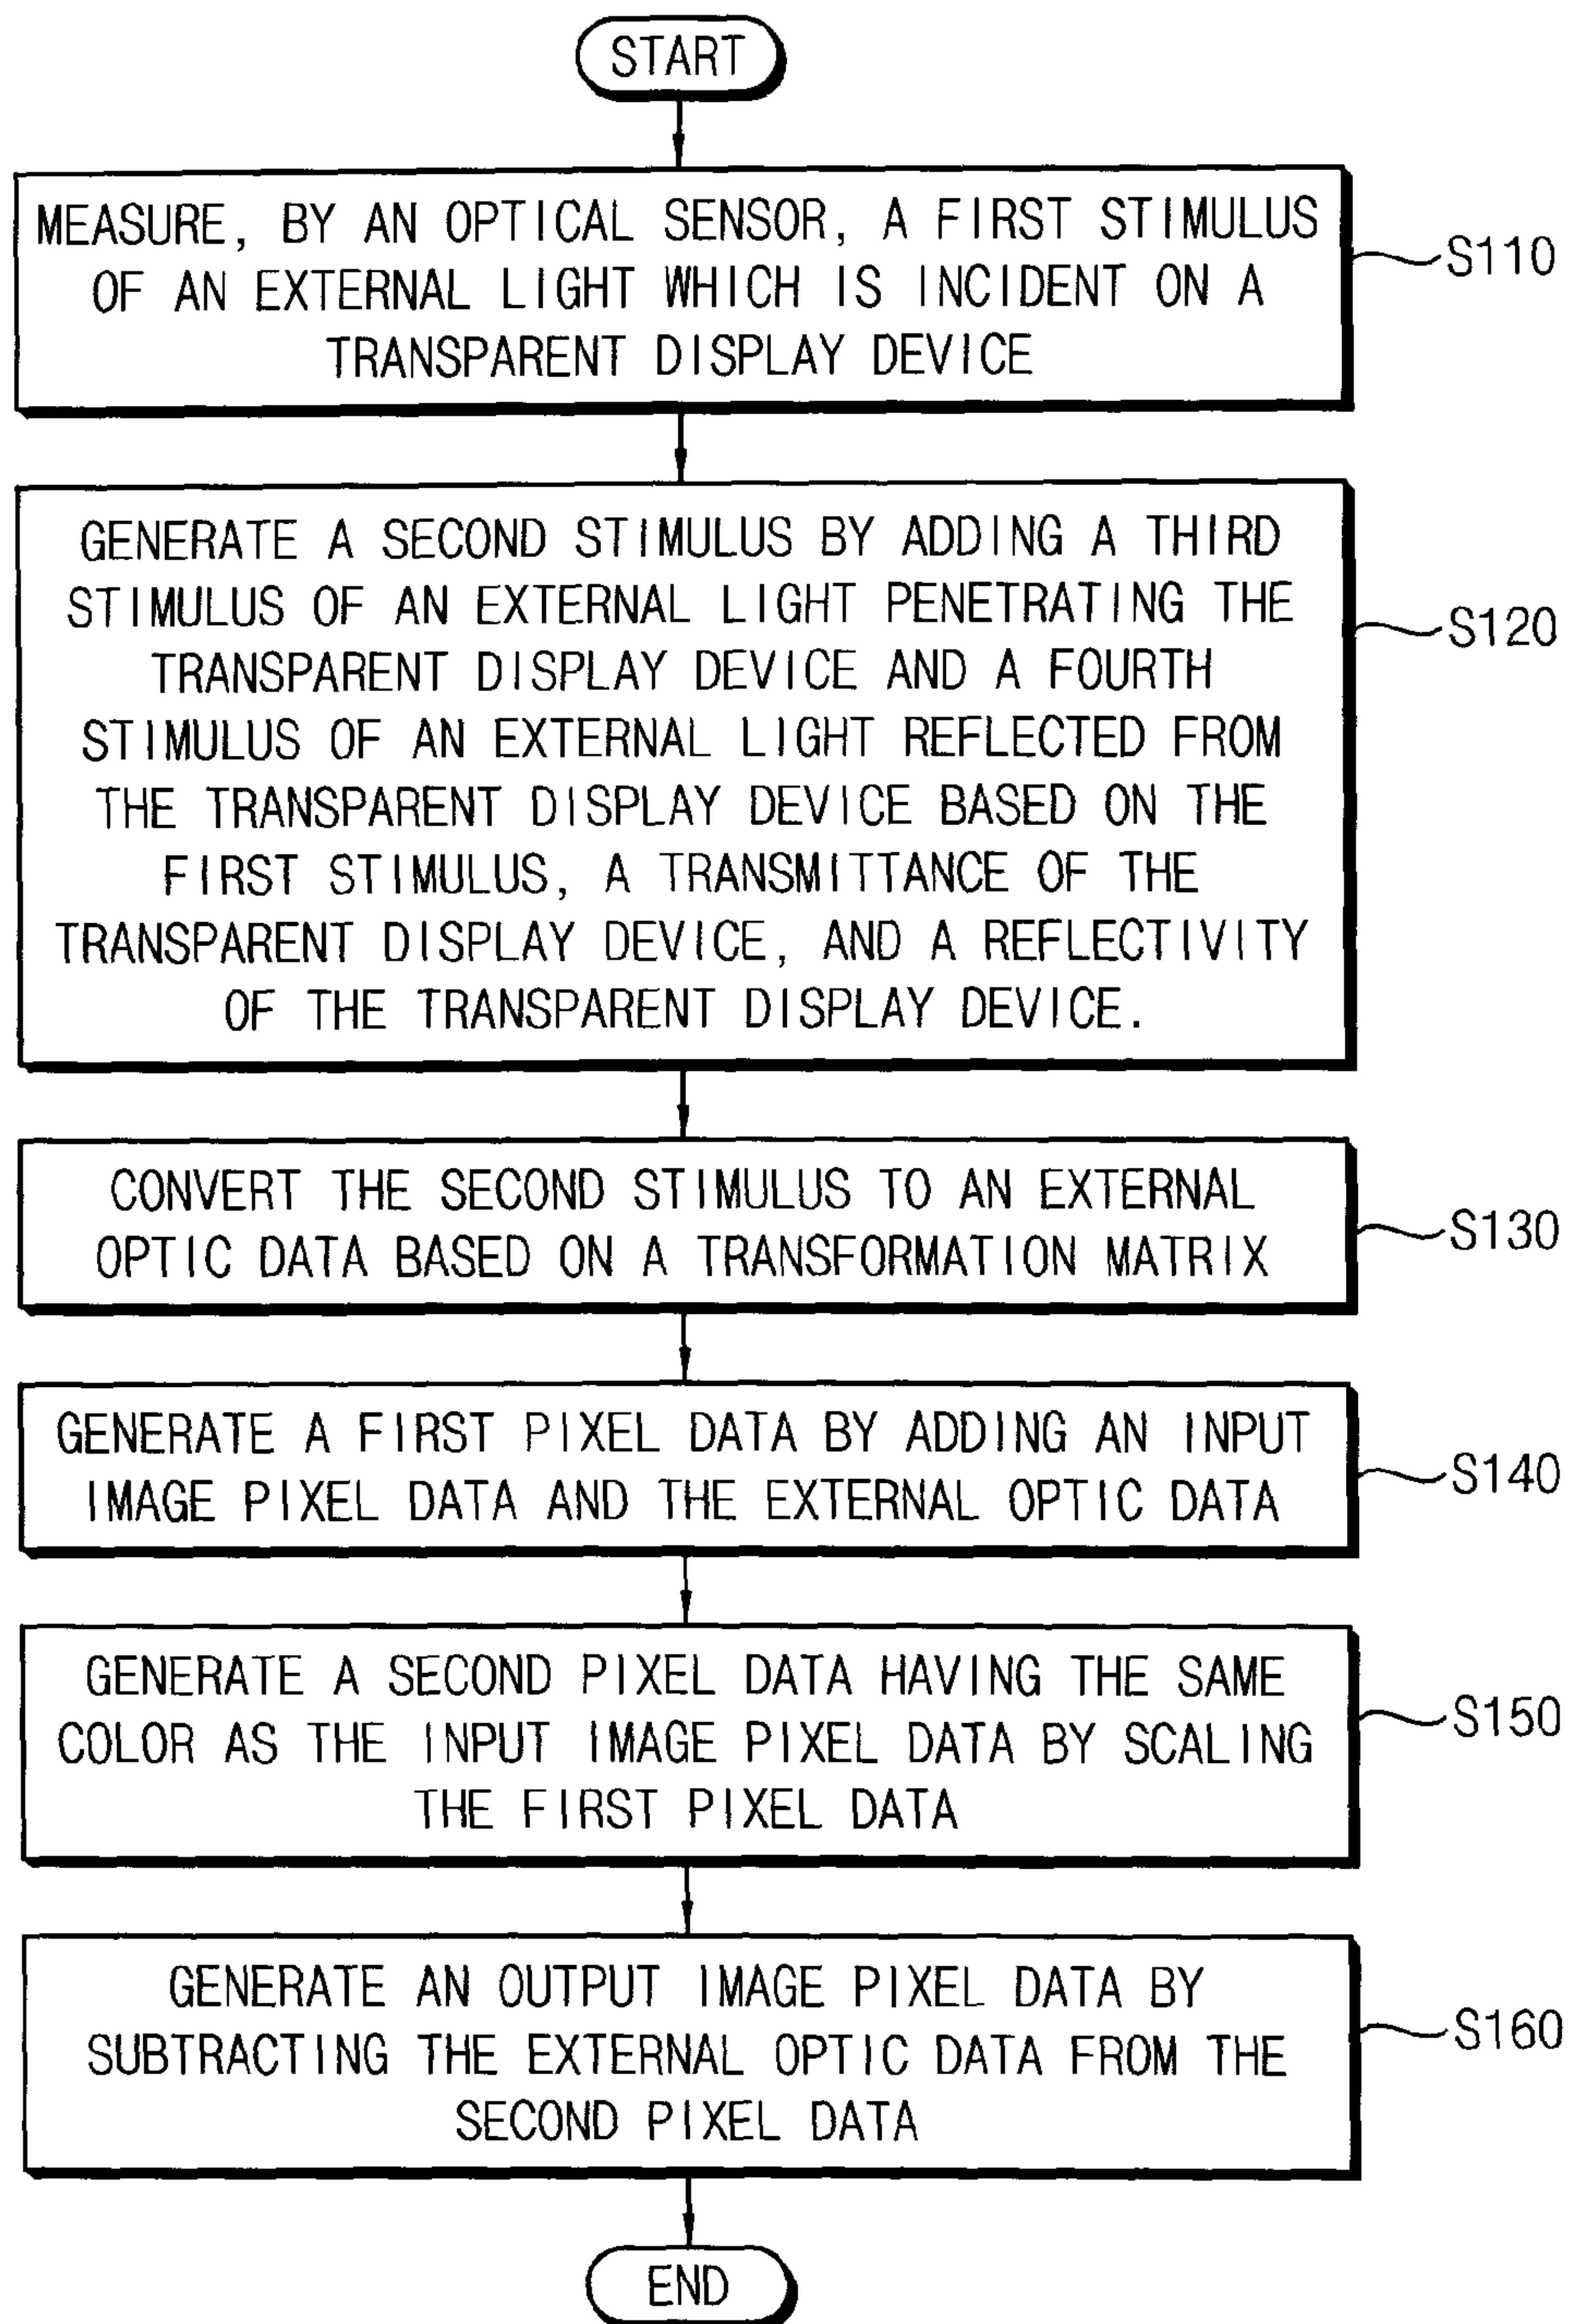 START
MEASURE, BY AN OPTICAL SENSOR, A FIRST STIMULUS
OF AN EXTERNAL LIGHT WHICH IS INCIDENT ON A
TRANSPARENT DISPLAY DEVICE
S110
GENERATE A SECOND STIMULUS BY ADDING A THIRD
STIMULUS OF AN EXTERNAL LIGHT PENETRATING THE
TRANSPARENT DISPLAY DEVICE AND A FOURTH
STIMULUS OF AN EXTERNAL LIGHT REFLECTED FROM
THE TRANSPARENT DISPLAY DEVICE BASED ON THE
FIRST STIMULUS, A TRANSMITTANCE OF THE
TRANSPARENT DISPLAY DEVICE, AND A REFLECTIVITY
OF THE TRANSPARENT DISPLAY DEVICE.
S120
CONVERT THE SECOND STIMULUS TO AN EXTERNAL
OPTIC DATA BASED ON A TRANSFORMATION MATRIX
S130
GENERATE A FIRST PIXEL DATA BY ADDING AN INPUT
IMAGE PIXEL DATA AND THE EXTERNAL OPTIC DATA
S140
GENERATE A SECOND PIXEL DATA HAVING THE SAME
COLOR AS THE INPUT IMAGE PIXEL DATA BY SCALING
THE FIRST PIXEL DATA
S150
GENERATE AN OUTPUT IMAGE PIXEL DATA BY
SUBTRACTING THE EXTERNAL OPTIC DATA FROM THE
SECOND PIXEL DATA
S160
END